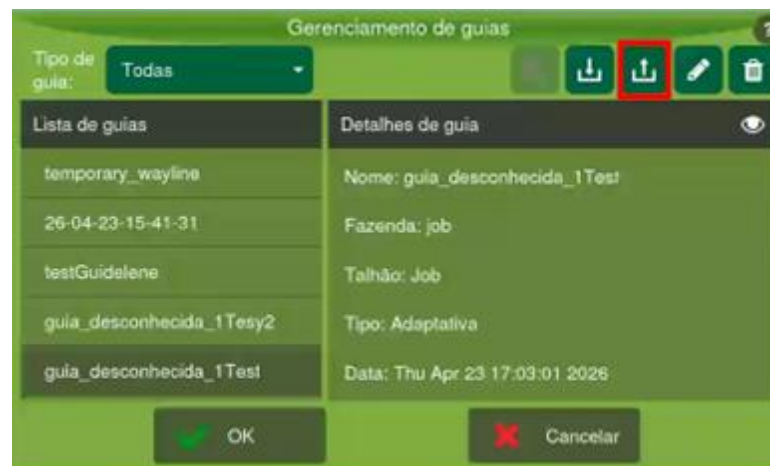 Gerenciamento de guias
?
Tipo de
guia:
Todas
Lista de guias
temporary_wayline
26-04-23-15-41-31
testGuidelene
guia_desconhecida_1Tesy2
guia_desconhecida_1Test
Detalhes de guia
Nome: guia_desconhecida_1Test
Fazenda: job
Talhão: Job
Tipo: Adaptativa
Data: Thu Apr 23 17:03:01 2026
OK
Cancelar